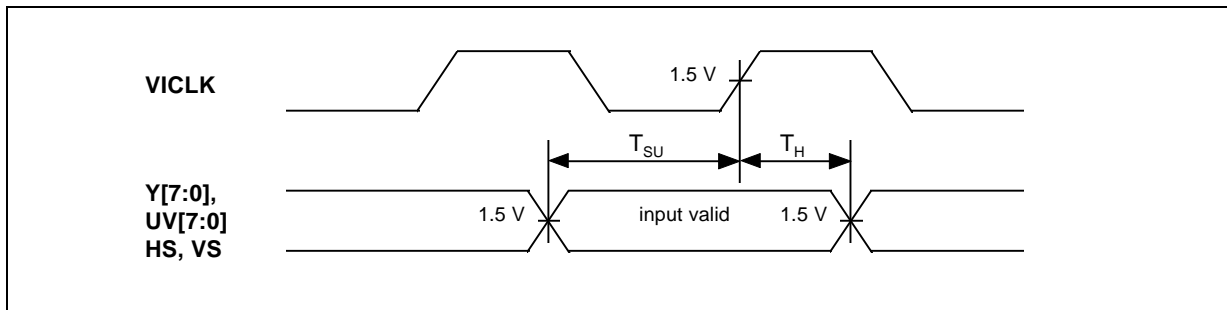 VICLK
1.5 V
T_SU
T_H
Y[7:0],
UV[7:0]
HS, VS
1.5 V
input valid
1.5 V